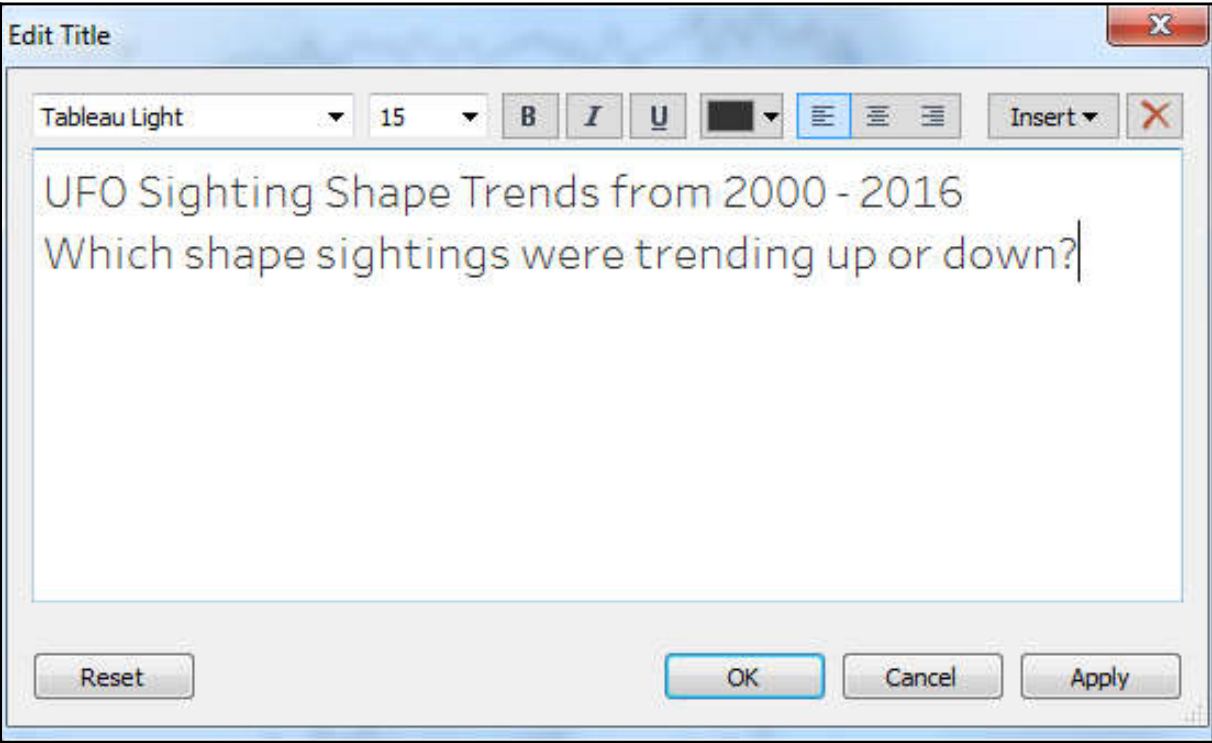 Edit Title
Tableau Light 15 B I U Insert
UFO Sighting Shape Trends from 2000 - 2016
Which shape sightings were trending up or down?
Reset OK Cancel Apply